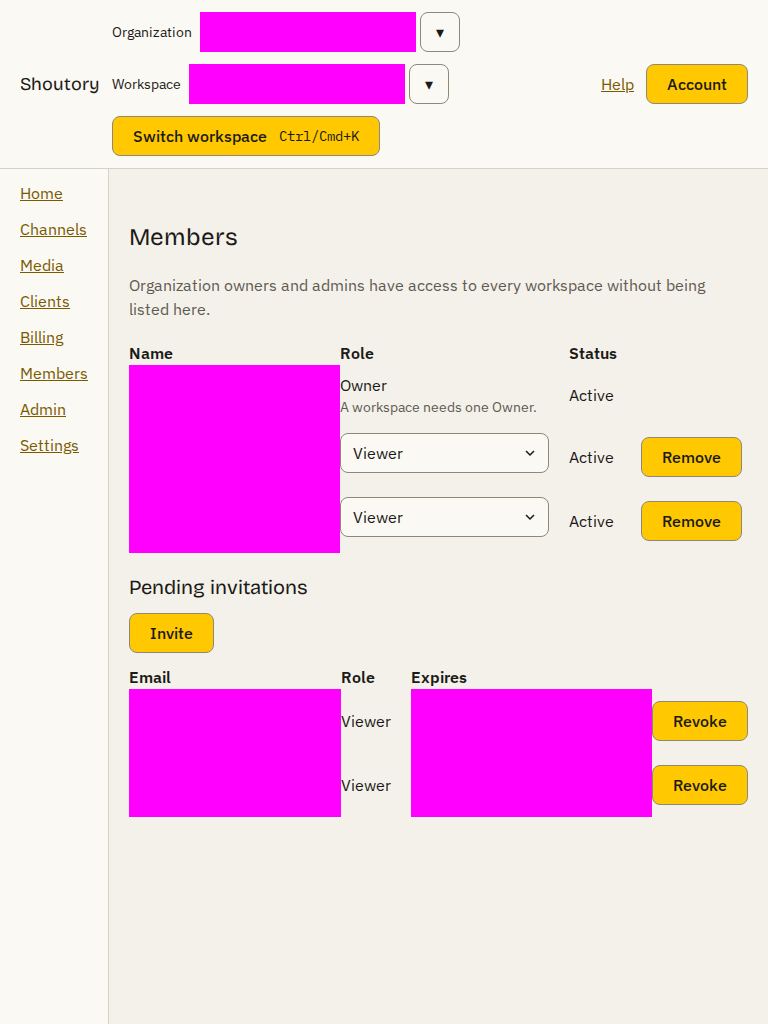 Organization
▼
Shoutory
Workspace
▼
Help
Account
Switch workspace Ctrl/Cmd+K
Home
Channels
Media
Clients
Billing
Members
Admin
Settings
Members
Organization owners and admins have access to every workspace without being
listed here.
Name Role Status
Owner
A workspace needs one Owner.
Active
Viewer Active Remove
Viewer Active Remove
Pending invitations
Invite
Email Role Expires
Viewer Revoke
Viewer Revoke